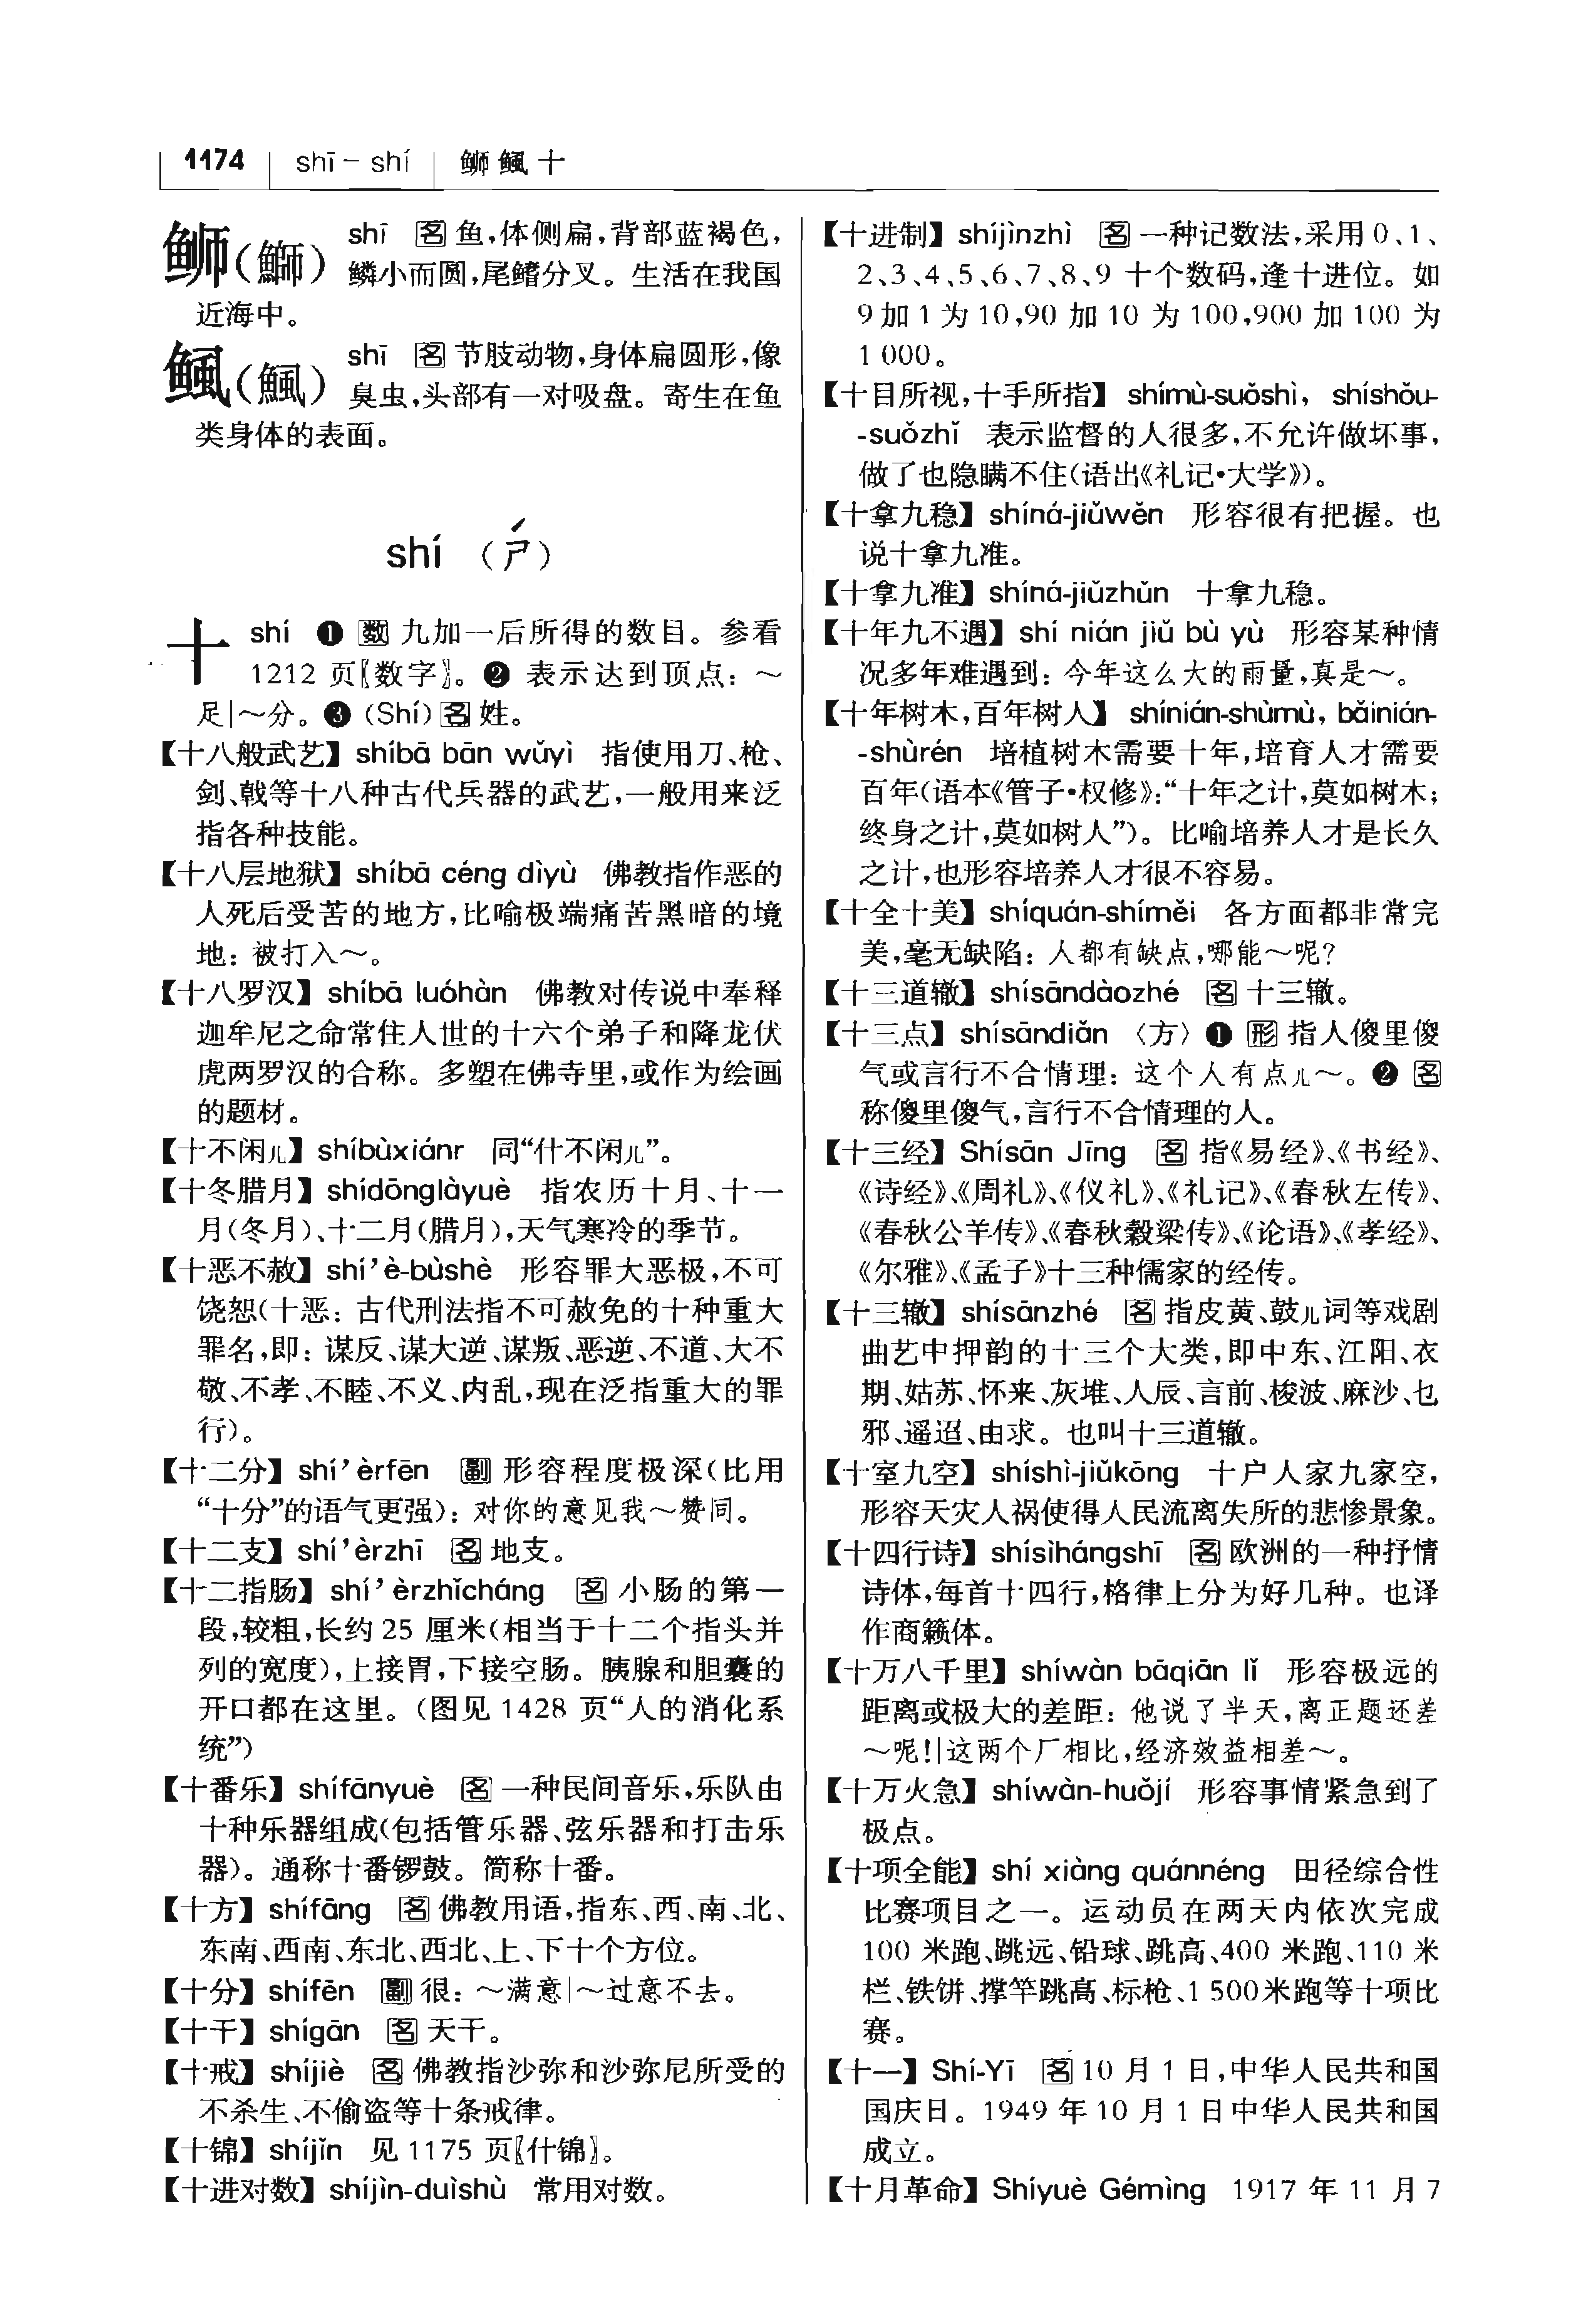 1174 shī－shí 鰤鲺十
鰤(鰤) shī 名 鱼,体侧扁,背部蓝褐色,
鳞小而圆,尾鳍分叉。生活在我国
近海中。
鲺(鯴) shī 名 节肢动物,身体扁圆形,像
臭虫,头部有一对吸盘。寄生在鱼
类身体的表面。
shí (ㄕˊ)
十 shí ❶ 数 九加一后所得的数目。参看
1212 页〖数字〗。❷ 表示达到顶点：～
足|～分。❸ (Shí) 名 姓。
【十八般武艺】 shíbā bān wǔyì 指使用刀、枪、
剑、戟等十八种古代兵器的武艺,一般用来泛
指各种技能。
【十八层地狱】 shíbā céng dìyù 佛教指作恶的
人死后受苦的地方,比喻极端痛苦黑暗的境
地：被打入～。
【十八罗汉】 shíbā luóhàn 佛教对传说中奉释
迦牟尼之命常住人世的十六个弟子和降龙伏
虎两罗汉的合称。多塑在佛寺里,或作为绘画
的题材。
【十不闲儿】 shíbùxiánr 同“什不闲儿”。
【十冬腊月】 shídōnglàyuè 指农历十月、十一
月(冬月)、十二月(腊月),天气寒冷的季节。
【十恶不赦】 shí’è-bùshè 形容罪大恶极,不可
饶恕(十恶：古代刑法指不可赦免的十种重大
罪名,即：谋反、谋大逆、谋叛、恶逆、不道、大不
敬、不孝、不睦、不义、内乱,现在泛指重大的罪
行)。
【十二分】 shí’èrfēn 副 形容程度极深(比用
“十分”的语气更强)：对你的意见我～赞同。
【十二支】 shí’èrzhī 名 地支。
【十二指肠】 shí’èrzhǐcháng 名 小肠的第一
段,较粗,长约 25 厘米(相当于十二个指头并
列的宽度),上接胃,下接空肠。胰腺和胆囊的
开口都在这里。(图见 1428 页“人的消化系
统”)
【十番乐】 shífānyuè 名 一种民间音乐,乐队由
十种乐器组成(包括管乐器、弦乐器和打击乐
器)。通称十番锣鼓。简称十番。
【十方】 shífāng 名 佛教用语,指东、西、南、北、
东南、西南、东北、西北、上、下十个方位。
【十分】 shífēn 副 很：～满意|～过意不去。
【十干】 shígān 名 天干。
【十戒】 shíjiè 名 佛教指沙弥和沙弥尼所受的
不杀生、不偷盗等十条戒律。
【十锦】 shíjǐn 见 1175 页〖什锦〗。
【十进对数】 shíjìn-duìshù 常用对数。
【十进制】 shíjìnzhì 名 一种记数法,采用 0、1、
2、3、4、5、6、7、8、9 十个数码,逢十进位。如
9 加 1 为 10,90 加 10 为 100,900 加 100 为
1 000。
【十目所视,十手所指】 shímù-suǒshì, shíshǒu-
-suǒzhǐ 表示监督的人很多,不允许做坏事,
做了也隐瞒不住(语出《礼记·大学》)。
【十拿九稳】 shíná-jiǔwěn 形容很有把握。也
说十拿九准。
【十拿九准】 shíná-jiǔzhǔn 十拿九稳。
【十年九不遇】 shí nián jiǔ bù yù 形容某种情
况多年难遇到：今年这么大的雨量,真是～。
【十年树木,百年树人】 shínián-shùmù, bǎinián-
-shùrén 培植树木需要十年,培育人才需要
百年(语本《管子·权修》：“十年之计,莫如树木；
终身之计,莫如树人”)。比喻培养人才是长久
之计,也形容培养人才很不容易。
【十全十美】 shíquán-shíměi 各方面都非常完
美,毫无缺陷：人都有缺点,哪能～呢?
【十三道辙】 shísāndàozhé 名 十三辙。
【十三点】 shísāndiǎn 〈方〉❶ 形 指人傻里傻
气或言行不合情理：这个人有点儿～。❷ 名
称傻里傻气,言行不合情理的人。
【十三经】 Shísān Jīng 名 指《易经》、《书经》、
《诗经》、《周礼》、《仪礼》、《礼记》、《春秋左传》、
《春秋公羊传》、《春秋穀梁传》、《论语》、《孝经》、
《尔雅》、《孟子》十三种儒家的经传。
【十三辙】 shísānzhé 名 指皮黄、鼓儿词等戏剧
曲艺中押韵的十三个大类,即中东、江阳、衣
期、姑苏、怀来、灰堆、人辰、言前、梭波、麻沙、乜
邪、遥迢、由求。也叫十三道辙。
【十室九空】 shíshì-jiǔkōng 十户人家九家空,
形容天灾人祸使得人民流离失所的悲惨景象。
【十四行诗】 shísìhángshī 名 欧洲的一种抒情
诗体,每首十四行,格律上分为好几种。也译
作商籁体。
【十万八千里】 shíwàn bāqiān lǐ 形容极远的
距离或极大的差距：他说了半天,离正题还差
～呢!|这两个厂相比,经济效益相差～。
【十万火急】 shíwàn-huǒjí 形容事情紧急到了
极点。
【十项全能】 shí xiàng quánnéng 田径综合性
比赛项目之一。运动员在两天内依次完成
100 米跑、跳远、铅球、跳高、400 米跑、110 米
栏、铁饼、撑竿跳高、标枪、1 500米跑等十项比
赛。
【十一】 Shí-Yī 名 10 月 1 日,中华人民共和国
国庆日。1949 年 10 月 1 日中华人民共和国
成立。
【十月革命】 Shíyuè Gémìng 1917 年 11 月 7